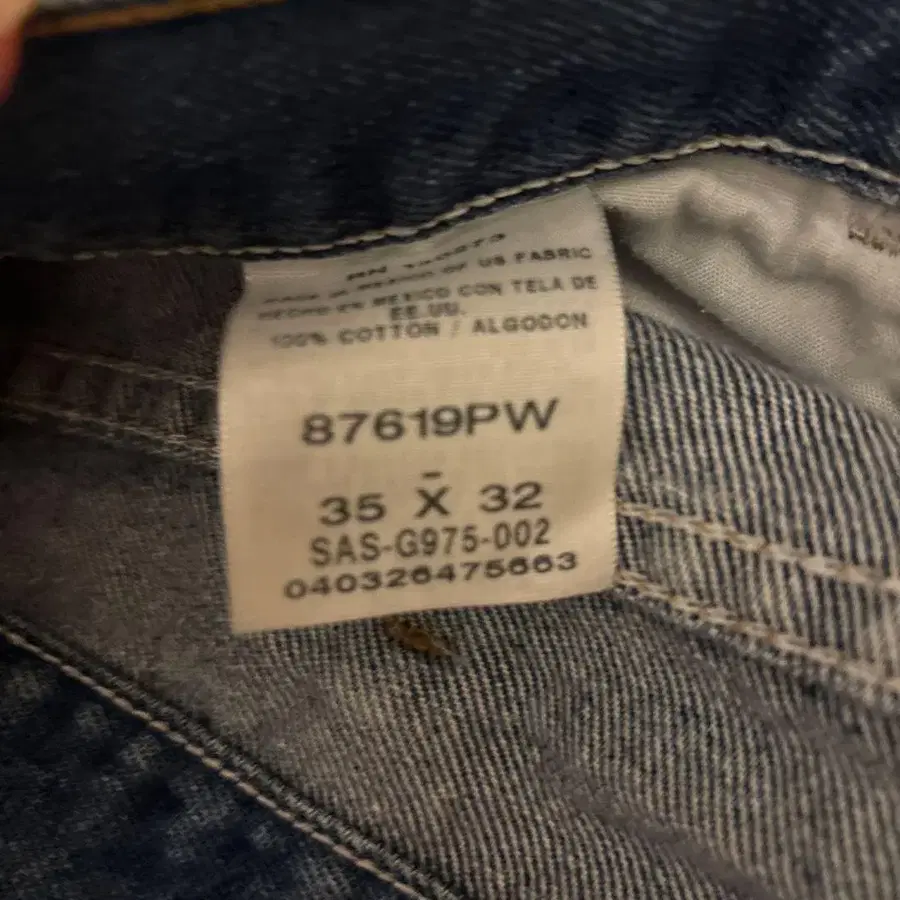 RN
MADE IN MEXICO OF US FABRIC
HECHO EN MEXICO CON TELA DE
EE.UU.
100% COTTON / ALGODON
87619PW
-
35 X 32
SAS-G975-002
040326475663